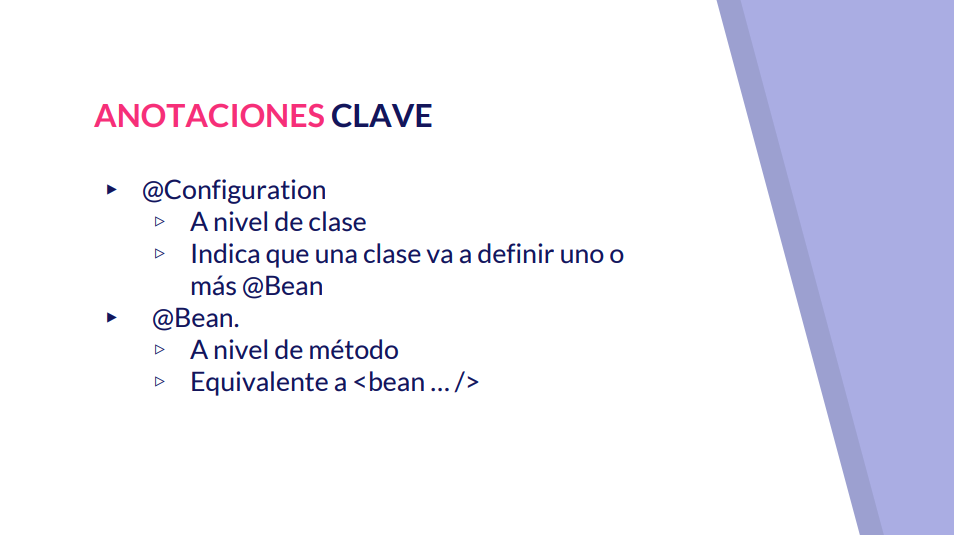 ANOTACIONES CLAVE
▸ @Configuration
▹ A nivel de clase
▹ Indica que una clase va a definir uno o
más @Bean
▸ @Bean.
▹ A nivel de método
▹ Equivalente a <bean … />